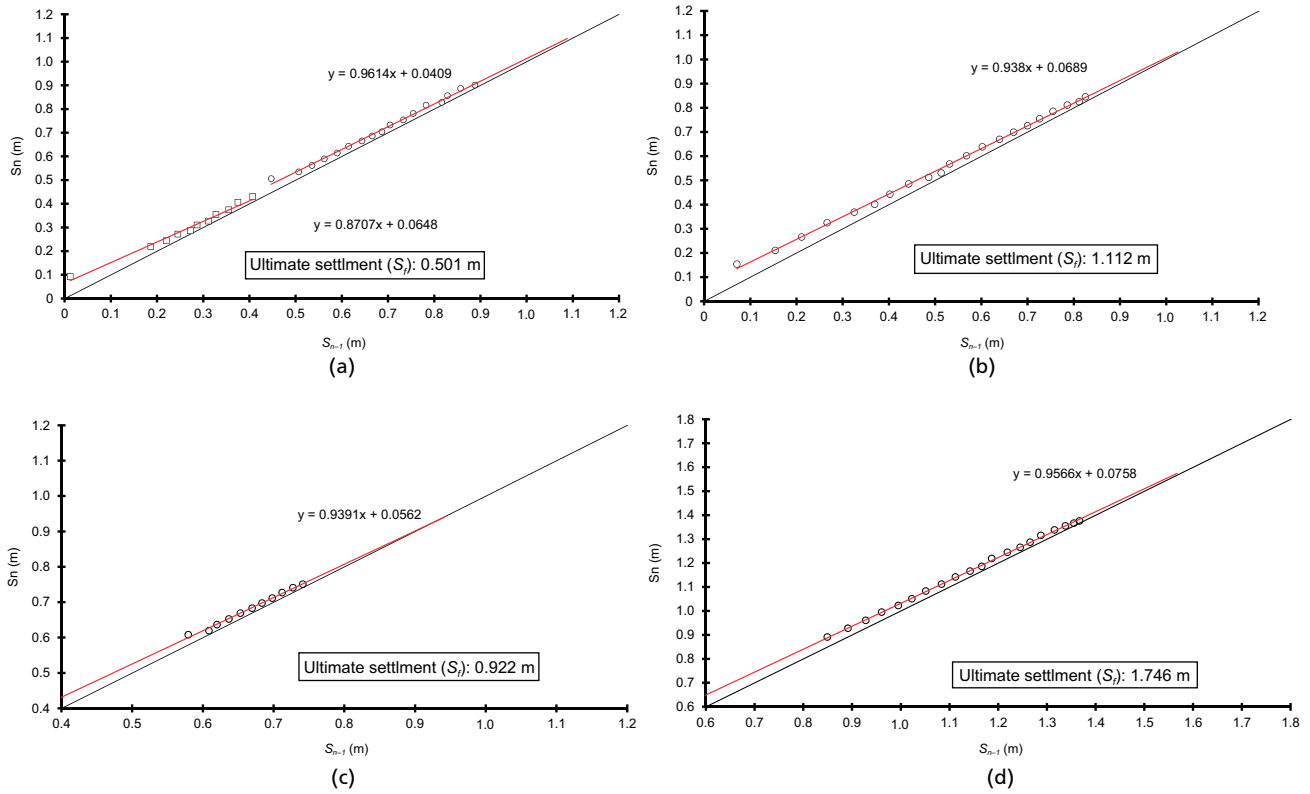 1.2
1.1
1.0
0.9
0.8
0.7
0.6
0.5
0.4
0.3
0.2
0.1
0
Sn (m)
y = 0.9614x + 0.0409
y = 0.8707x + 0.0648
Ultimate settlment (Sf): 0.501 m
0 0.1 0.2 0.3 0.4 0.5 0.6 0.7 0.8 0.9 1.0 1.1 1.2
Sn–1 (m)
(a)
1.2
1.1
1.0
0.9
0.8
0.7
0.6
0.5
0.4
0.3
0.2
0.1
0
Sn (m)
y = 0.938x + 0.0689
Ultimate settlment (Sf): 1.112 m
0 0.1 0.2 0.3 0.4 0.5 0.6 0.7 0.8 0.9 1.0 1.1 1.2
Sn–1 (m)
(b)
1.2
1.1
1.0
0.9
0.8
0.7
0.6
0.5
0.4
Sn (m)
y = 0.9391x + 0.0562
Ultimate settlment (Sf): 0.922 m
0.4 0.5 0.6 0.7 0.8 0.9 1.0 1.1 1.2
Sn–1 (m)
(c)
1.8
1.7
1.6
1.5
1.4
1.3
1.2
1.1
1.0
0.9
0.8
0.7
0.6
Sn (m)
y = 0.9566x + 0.0758
Ultimate settlment (Sf): 1.746 m
0.6 0.7 0.8 0.9 1.0 1.1 1.2 1.3 1.4 1.5 1.6 1.7 1.8
Sn–1 (m)
(d)